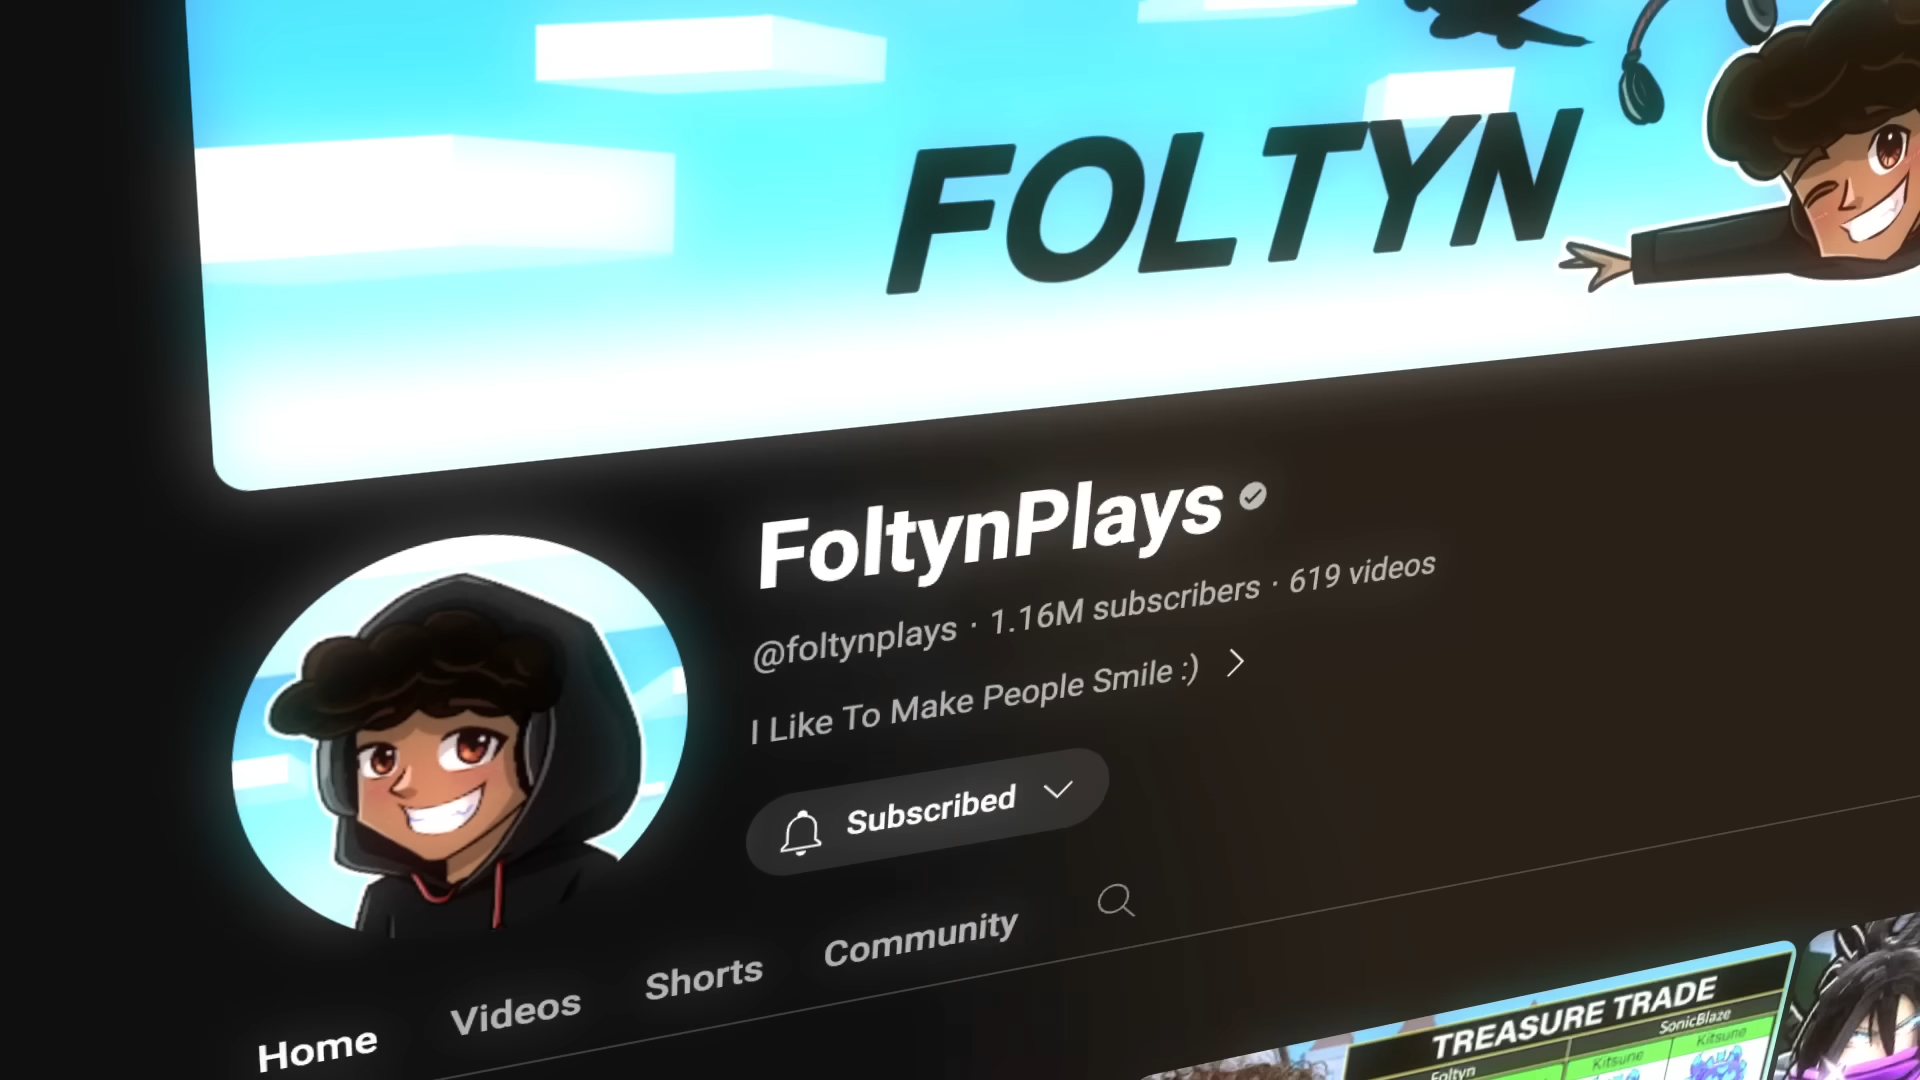 FOLTYN
FoltynPlays
@foltynplays · 1.16M subscribers · 619 videos
I Like To Make People Smile :)
Subscribed
Home
Videos
Shorts
Community
TREASURE TRADE
Foltyn
SonicBlaze
Kitsune
Kitsune